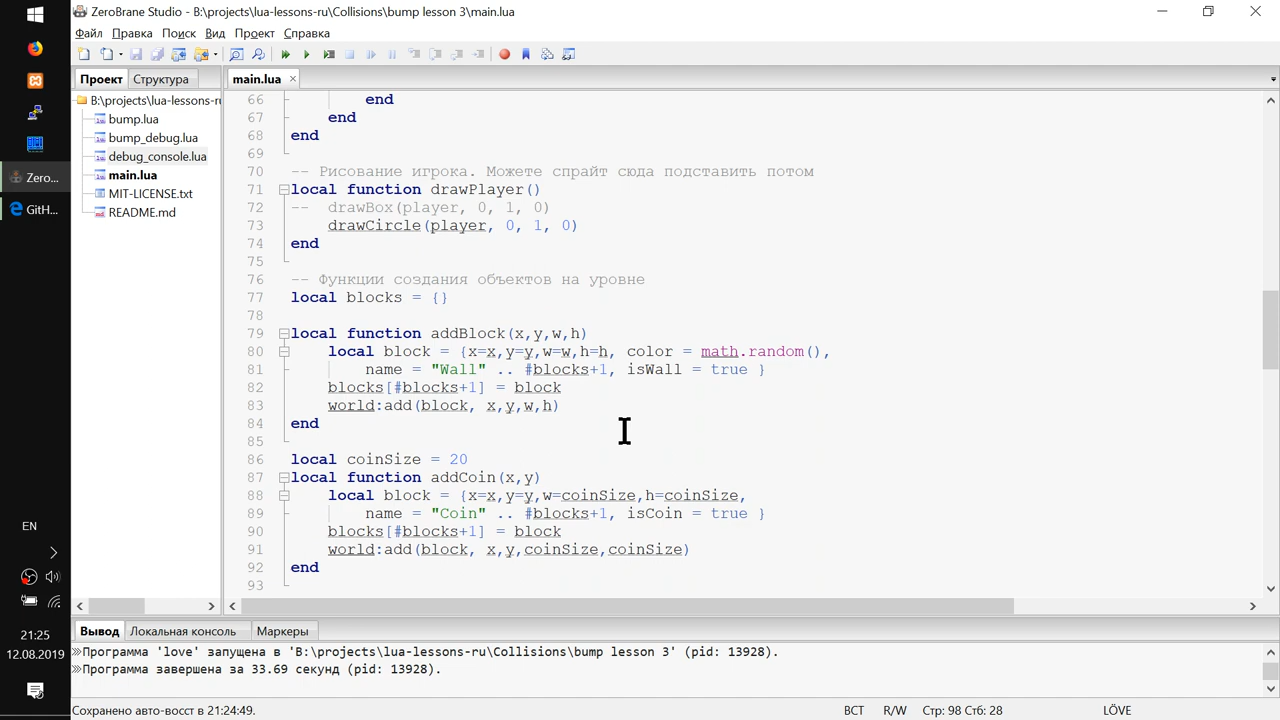 ZeroBrane Studio - B:\projects\lua-lessons-ru\Collisions\bump lesson 3\main.lua
Файл Правка Поиск Вид Проект Справка
Проект Структура
main.lua
B:\projects\lua-lessons-ru
bump.lua
bump_debug.lua
debug_console.lua
main.lua
MIT-LICENSE.txt
README.md
66 end
67 end
68 end
69
70 -- Рисование игрока. Можете спрайт сюда подставить потом
71 local function drawPlayer()
72 -- drawBox(player, 0, 1, 0)
73 drawCircle(player, 0, 1, 0)
74 end
75
76 -- Функции создания объектов на уровне
77 local blocks = {}
78
79 local function addBlock(x,y,w,h)
80 local block = {x=x,y=y,w=w,h=h, color = math.random(),
81 name = "Wall" .. #blocks+1, isWall = true }
82 blocks[#blocks+1] = block
83 world:add(block, x,y,w,h)
84 end
85
86 local coinSize = 20
87 local function addCoin(x,y)
88 local block = {x=x,y=y,w=coinSize,h=coinSize,
89 name = "Coin" .. #blocks+1, isCoin = true }
90 blocks[#blocks+1] = block
91 world:add(block, x,y,coinSize,coinSize)
92 end
93
Вывод Локальная консоль Маркеры
Программа 'love' запущена в 'B:\projects\lua-lessons-ru\Collisions\bump lesson 3' (pid: 13928).
Программа завершена за 33.69 секунд (pid: 13928).
Сохранено авто-восст в 21:24:49. ВСТ R/W Стр: 98 Стб: 28 LÖVE
Zero...
GitH...
EN
21:25
12.08.2019